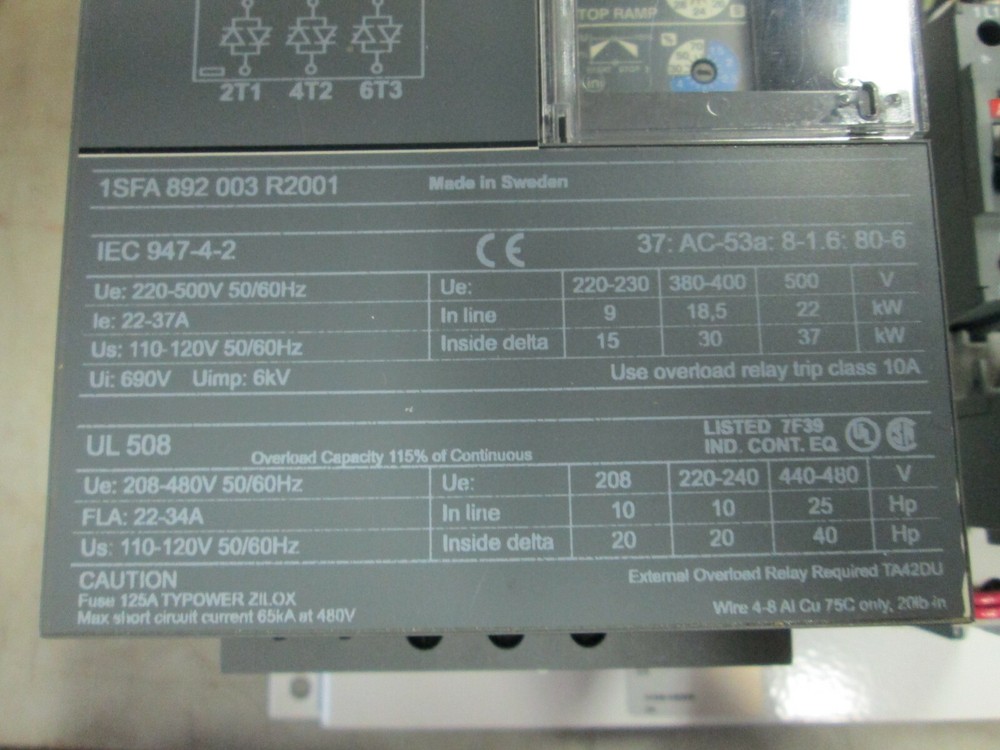 2T1 4T2 6T3
TOP RAMP
1SFA 892 003 R2001 Made in Sweden
IEC 947-4-2 CE 37: AC-53a: 8-1.6: 80-6
Ue: 220-500V 50/60Hz Ue: 220-230 380-400 500 V
Ie: 22-37A In line 9 18,5 22 kW
Us: 110-120V 50/60Hz Inside delta 15 30 37 kW
Ui: 690V Uimp: 6kV Use overload relay trip class 10A
UL 508 Overload Capacity 115% of Continuous
LISTED 7F39
IND. CONT. EQ UL
Ue: 208-480V 50/60Hz Ue: 208 220-240 440-480 V
FLA: 22-34A In line 10 10 25 Hp
Us: 110-120V 50/60Hz Inside delta 20 20 40 Hp
CAUTION External Overload Relay Required TA42DU
Fuse 125A TYPOWER ZILOX
Max short circuit current 65kA at 480V Wire 4-8 Al Cu 75C only, 20lb-in